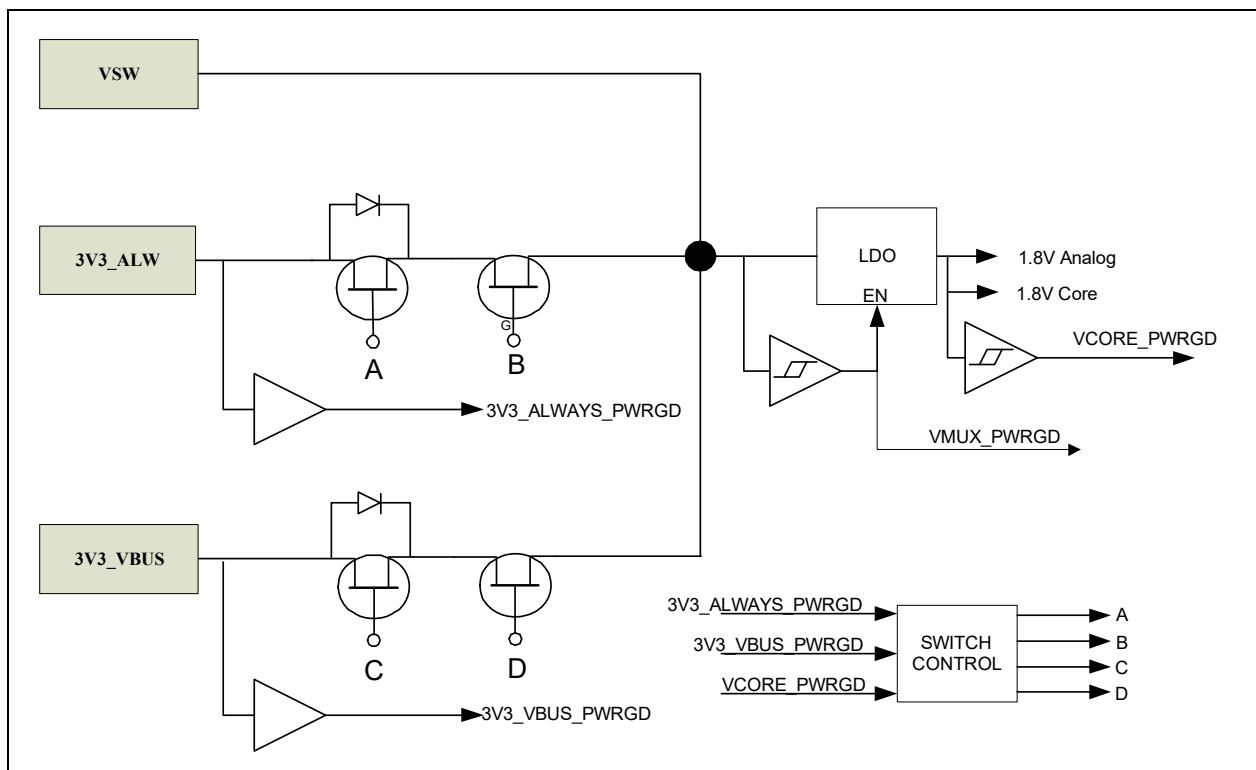 VSW
3V3_ALW
A
G
B
3V3_ALWAYS_PWRGD
LDO
EN
1.8V Analog
1.8V Core
VCORE_PWRGD
VMUX_PWRGD
3V3_VBUS
C
D
3V3_VBUS_PWRGD
3V3_ALWAYS_PWRGD
3V3_VBUS_PWRGD
VCORE_PWRGD
SWITCH
CONTROL
A
B
C
D